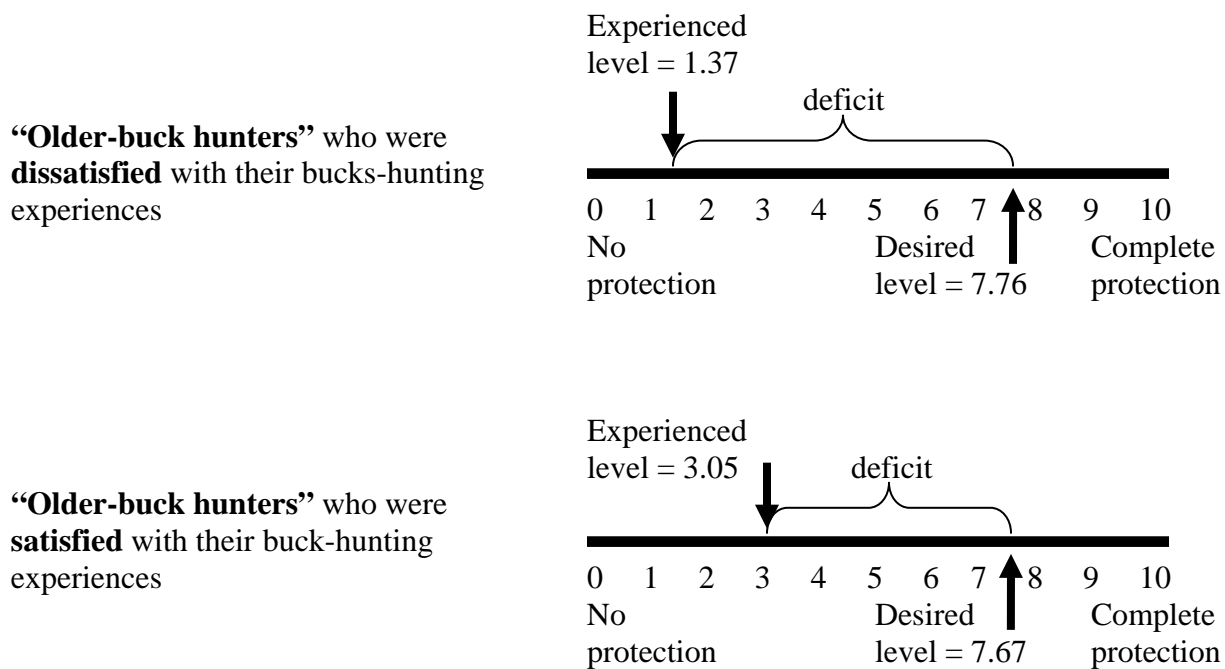 Experienced
level = 1.37
deficit
“Older-buck hunters” who were
dissatisfied with their bucks-hunting
experiences
0 1 2 3 4 5 6 7 8 9 10
No Desired Complete
protection level = 7.76 protection
Experienced
level = 3.05 deficit
“Older-buck hunters” who were
satisfied with their buck-hunting
experiences
0 1 2 3 4 5 6 7 8 9 10
No Desired Complete
protection level = 7.67 protection